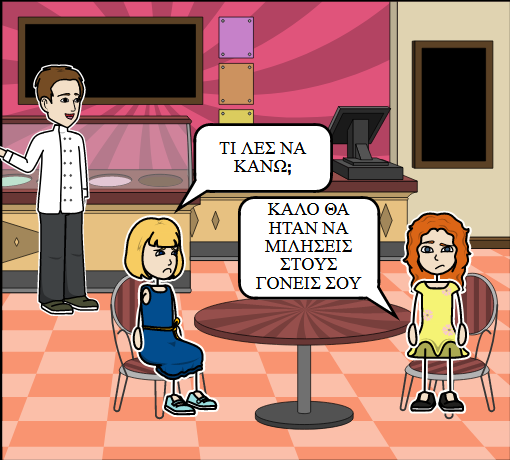 ΤΙ ΛΕΣ ΝΑ
ΚΑΝΩ;
ΚΑΛΟ ΘΑ
ΗΤΑΝ ΝΑ
ΜΙΛΗΣΕΙΣ
ΣΤΟΥΣ
ΓΟΝΕΙΣ ΣΟΥ